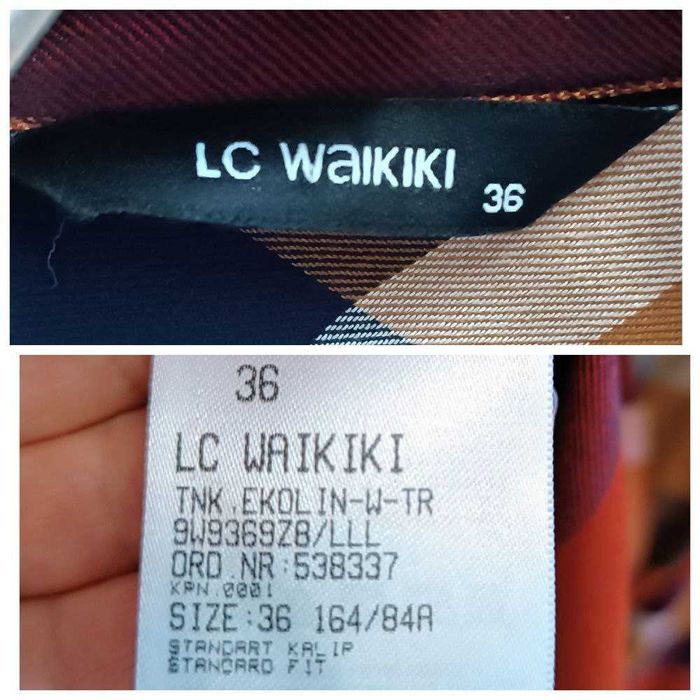 LC WAIKIKI
36
36
LC WAIKIKI
TNK.EKOLIN-W-TR
9W9369Z8/LLL
ORD.NR:538337
KPN.0001
SIZE:36 164/84A
STANDART KALIP
STANDARD FIT